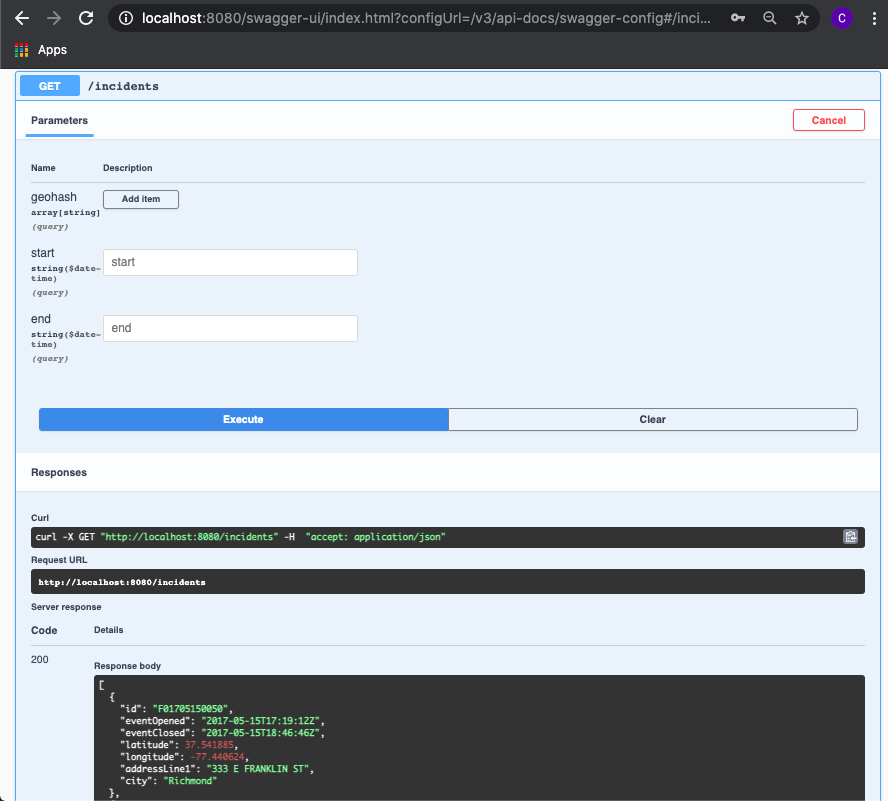 localhost:8080/swagger-ui/index.html?configUrl=/v3/api-docs/swagger-config#/inci...
C
Apps
GET /incidents
Parameters
Cancel
Name Description
geohash
array[string]
(query)
Add item
start
string($date-
time)
(query)
start
end
string($date-
time)
(query)
end
Execute
Clear
Responses
Curl
curl -X GET "http://localhost:8080/incidents" -H  "accept: application/json"
Request URL
http://localhost:8080/incidents
Server response
Code Details
200
Response body
[
  {
    "id": "F01705150050",
    "eventOpened": "2017-05-15T17:19:12Z",
    "eventClosed": "2017-05-15T18:46:46Z",
    "latitude": 37.541885,
    "longitude": -77.440624,
    "addressLine1": "333 E FRANKLIN ST",
    "city": "Richmond"
  },